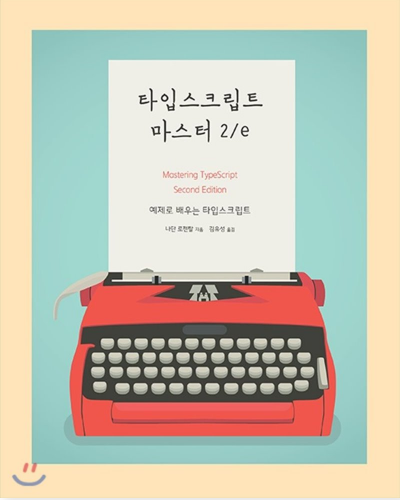 타입스크립트
마스터 2/e
Mastering TypeScript
Second Edition
예제로 배우는 타입스크립트
나단 로젠탈 지음 김유성 옮김